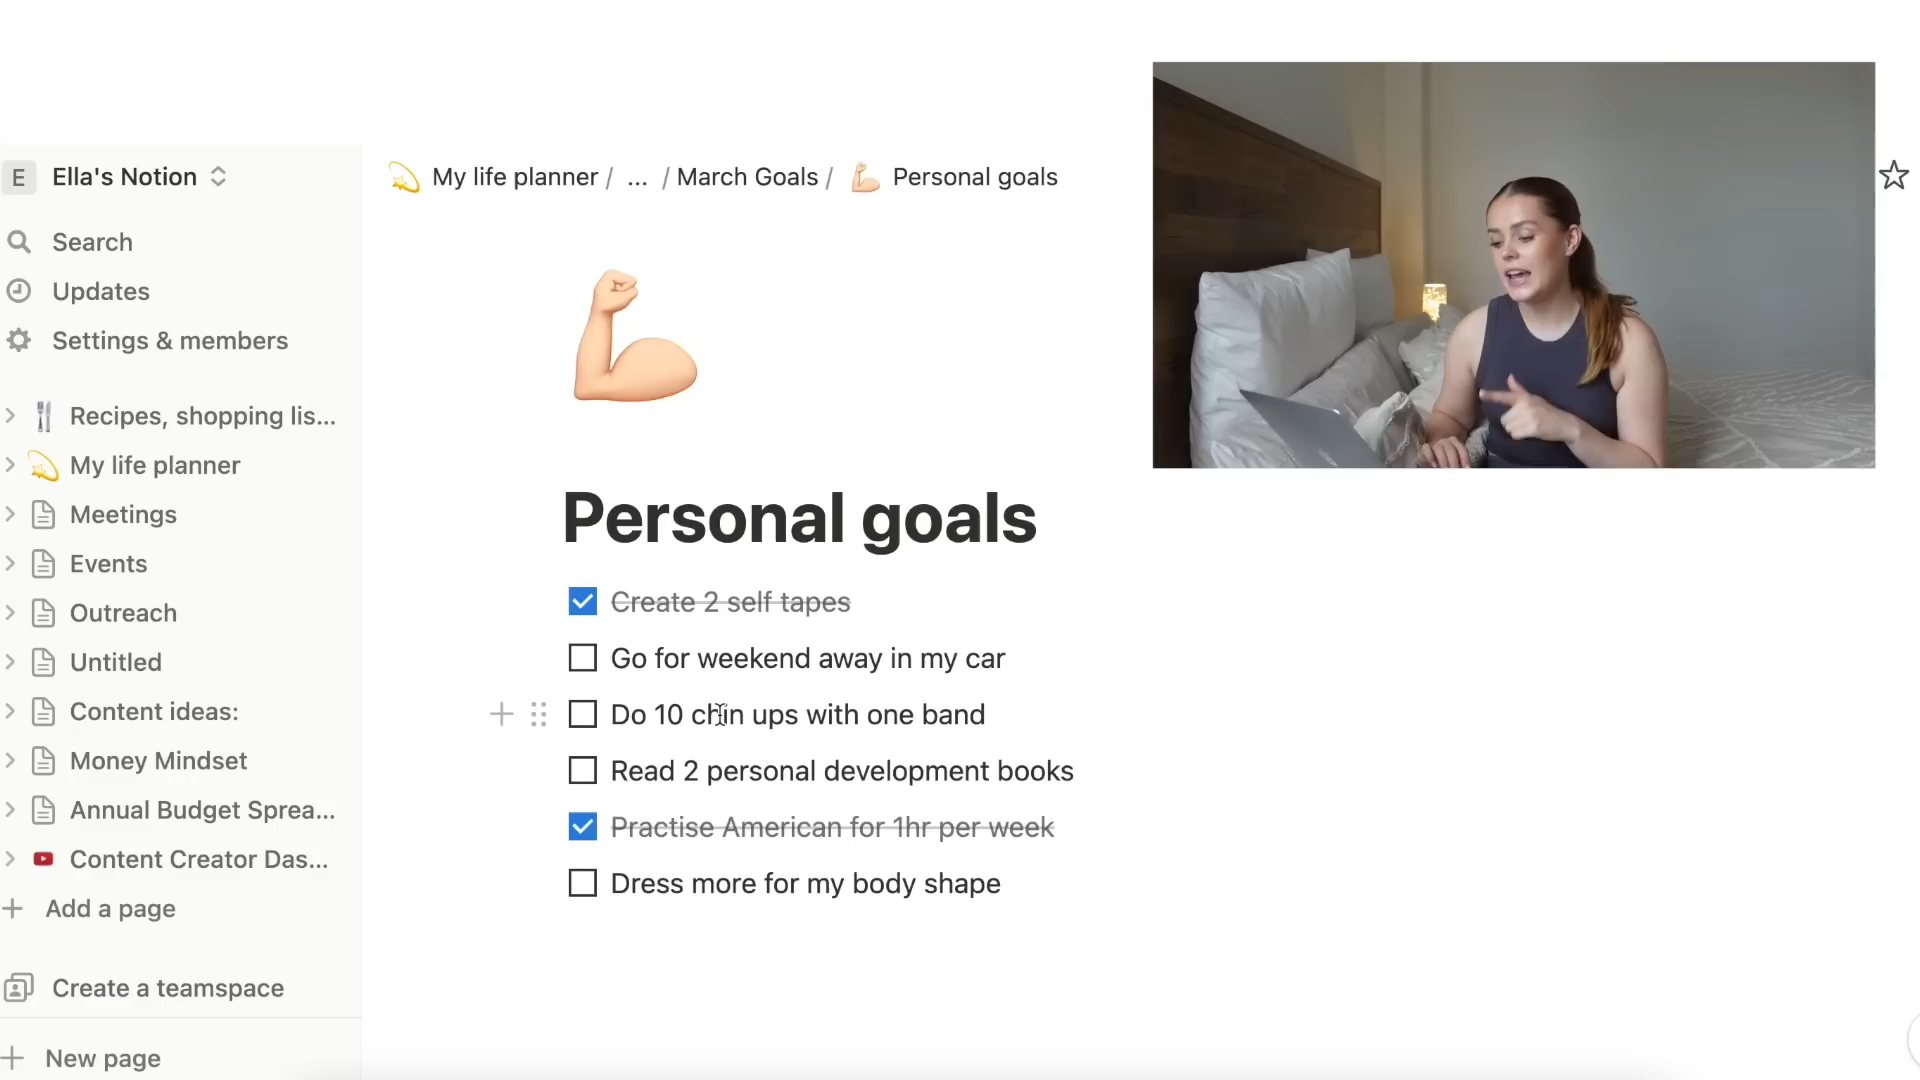 E Ella's Notion
Search
Updates
Settings & members
Recipes, shopping lis...
My life planner
Meetings
Events
Outreach
Untitled
Content ideas:
Money Mindset
Annual Budget Sprea...
Content Creator Das...
Add a page
Create a teamspace
New page
My life planner / ... / March Goals / Personal goals
Personal goals
Create 2 self tapes
Go for weekend away in my car
Do 10 chin ups with one band
Read 2 personal development books
Practise American for 1hr per week
Dress more for my body shape